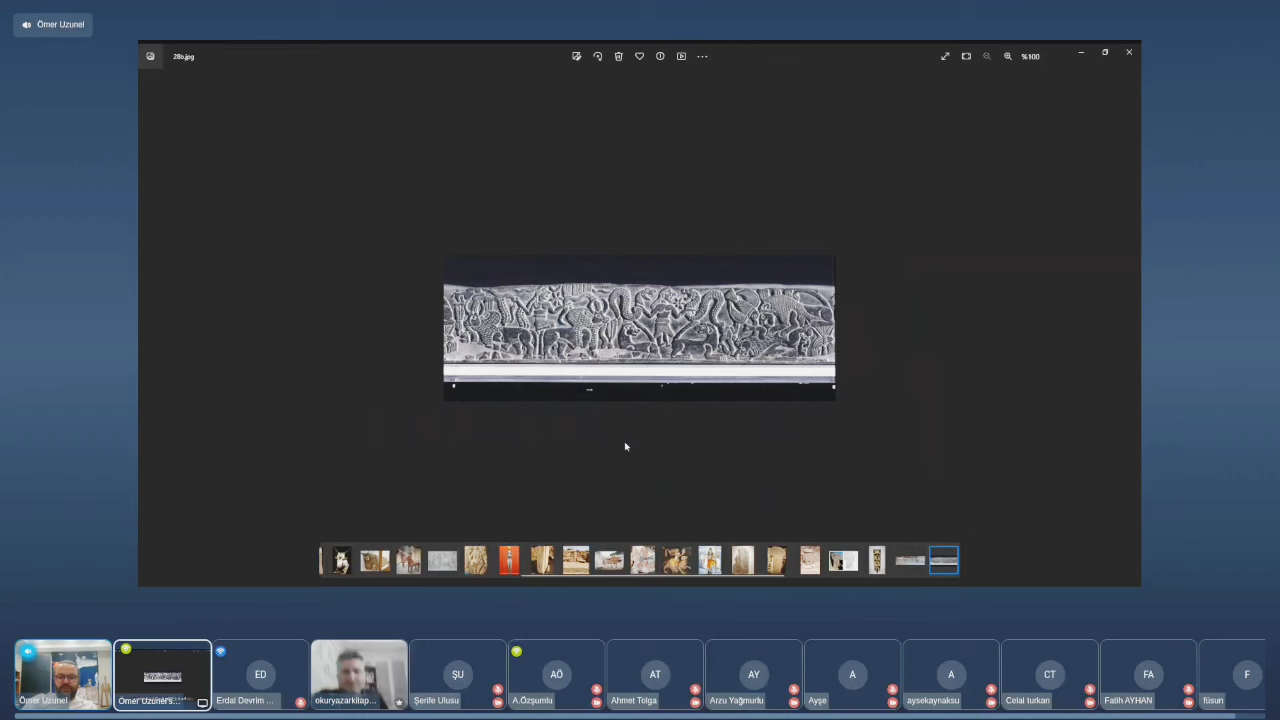 Ömer Uzunel
28b.jpg
%100
ED
ŞU
AÖ
AT
AY
A
A
CT
FA
F
Ömer Uzunel
Ömer Uzunel's...
Erdal Devrim ...
okuryazarkitap...
Şerife Ulusu
A.Özşumlu
Ahmet Tolga
Arzu Yağmurlu
Ayşe
aysekaynaksu
Celal turkan
Fatih AYHAN
füsun